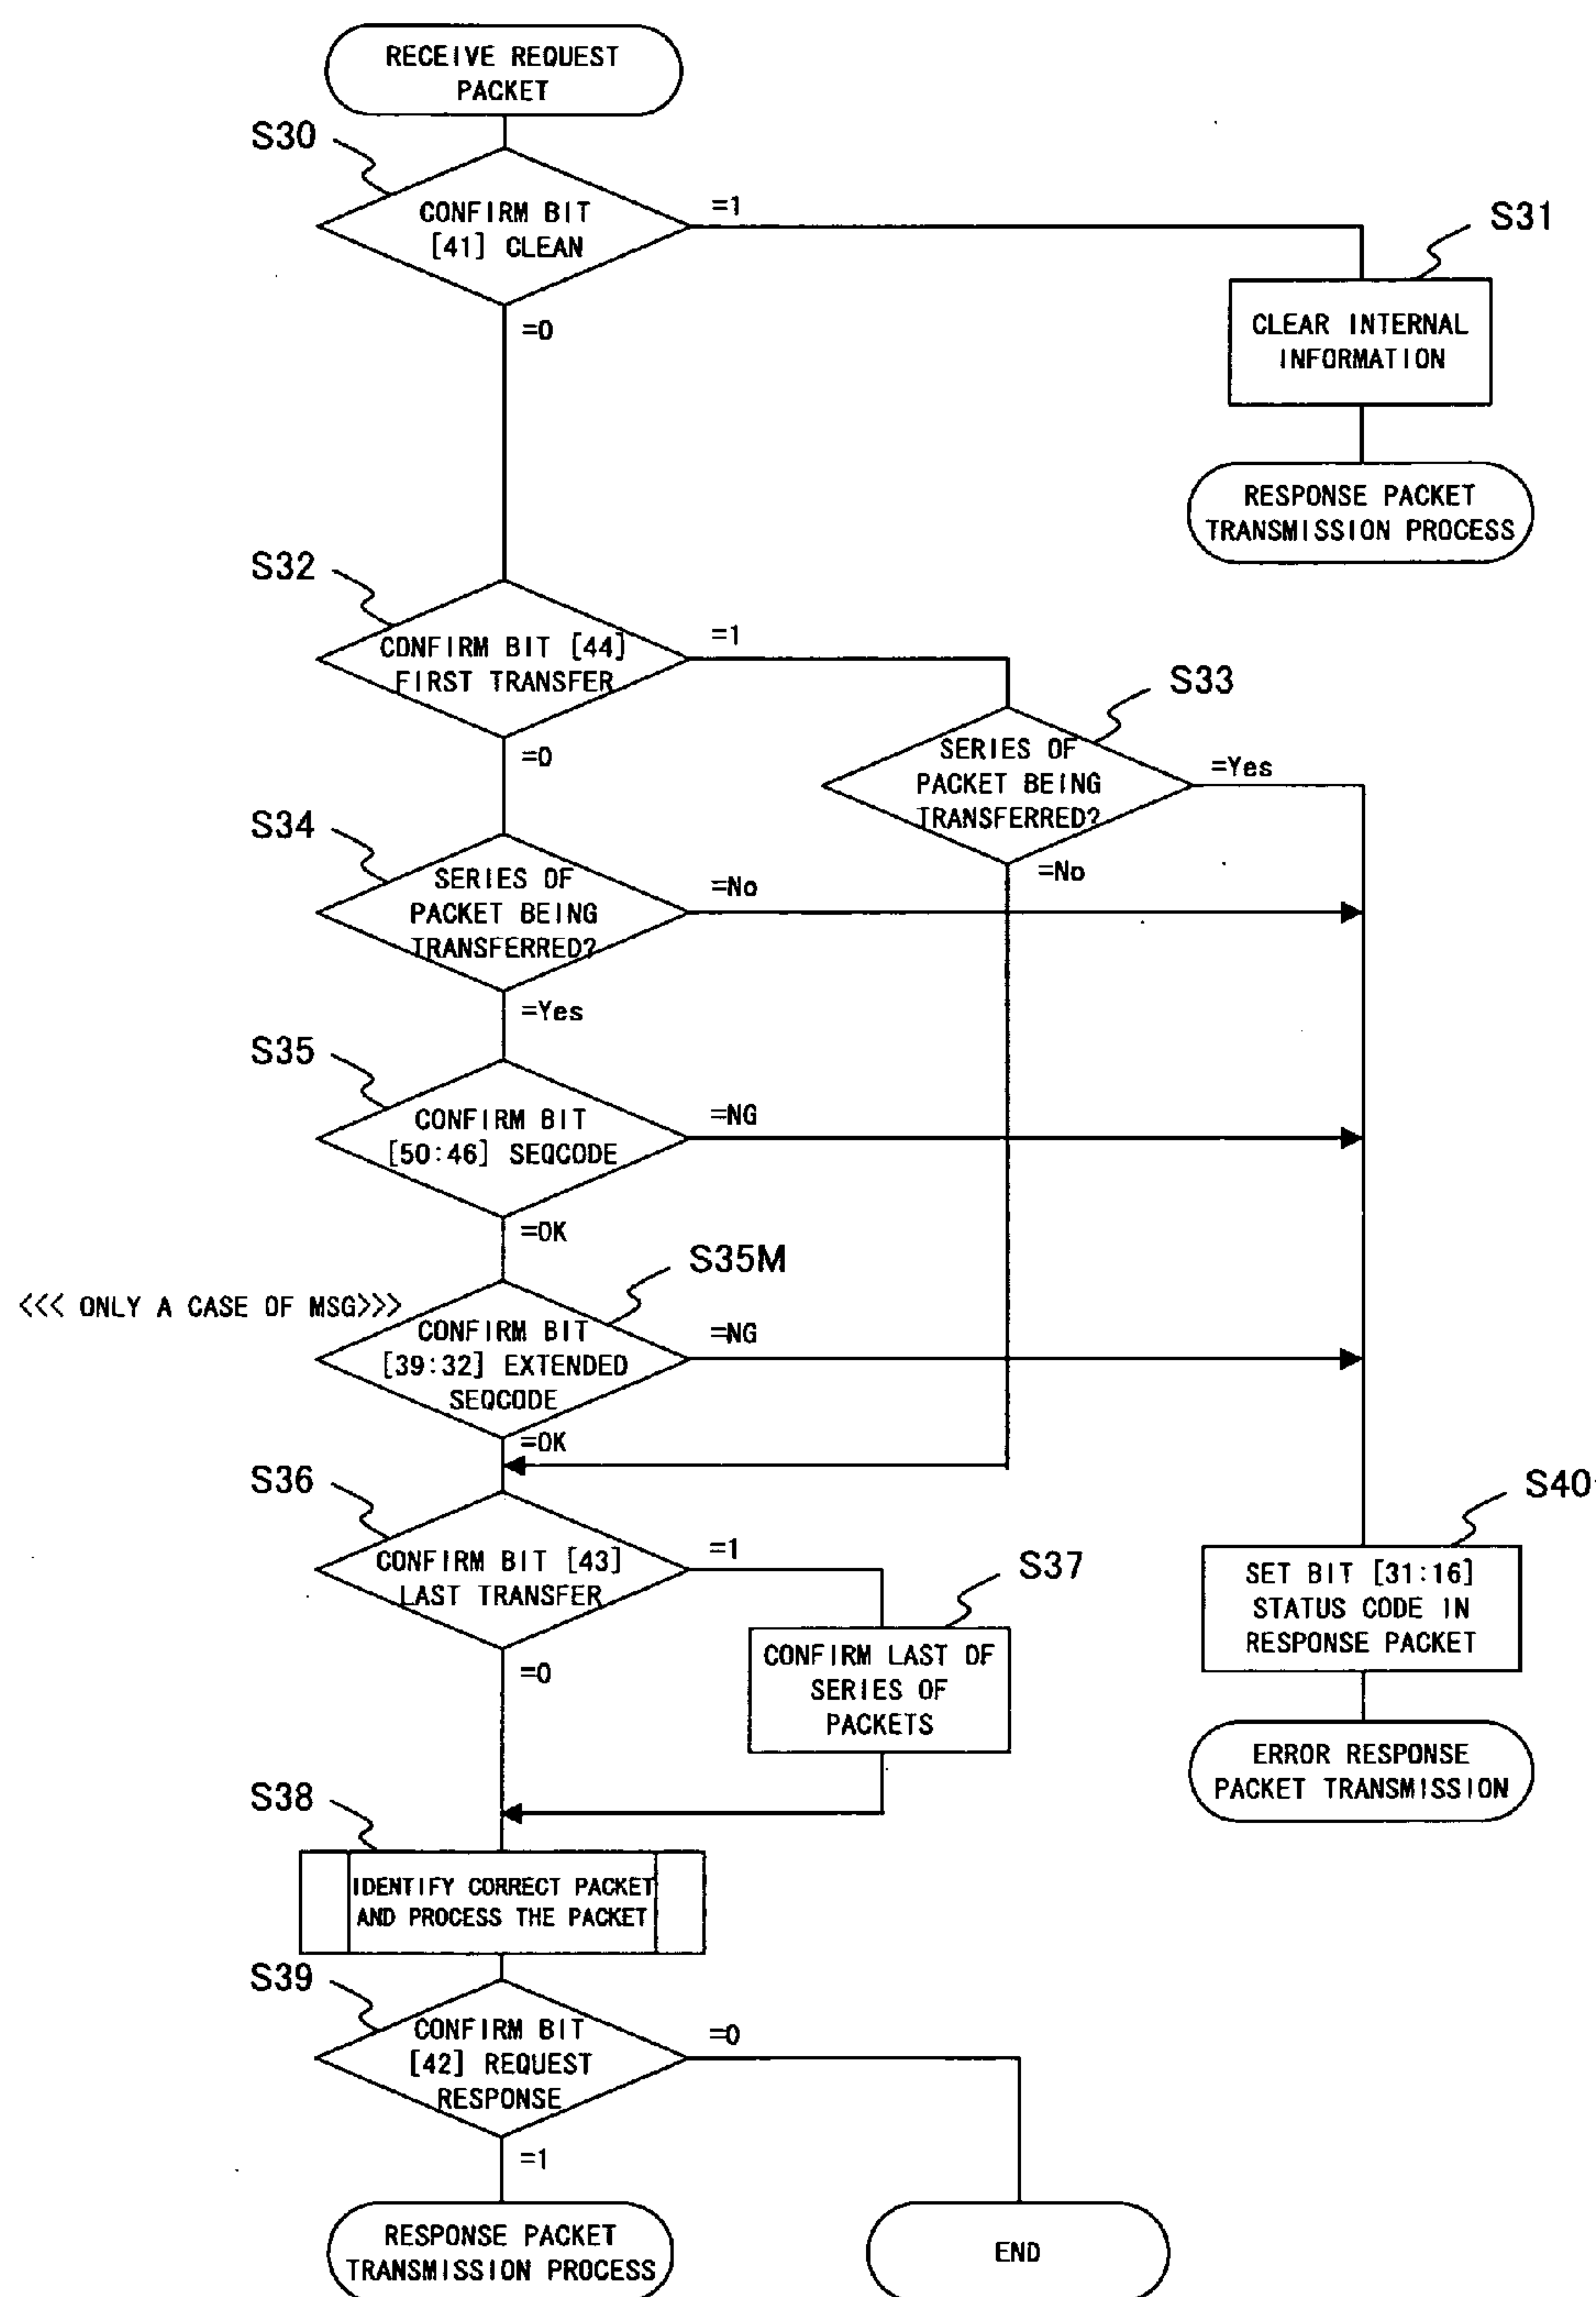 RECEIVE REQUEST
PACKET
S30
CONFIRM BIT
[41] CLEAN
=1
=0
S31
CLEAR INTERNAL
INFORMATION
RESPONSE PACKET
TRANSMISSION PROCESS
S32
CONFIRM BIT [44]
FIRST TRANSFER
=1
=0
S33
SERIES OF
PACKET BEING
TRANSFERRED?
=Yes
=No
S34
SERIES OF
PACKET BEING
TRANSFERRED?
=No
=Yes
S35
CONFIRM BIT
[50:46] SEQCODE
=NG
=OK
S35M
<<< ONLY A CASE OF MSG>>>
CONFIRM BIT
[39:32] EXTENDED
SEQCODE
=NG
=OK
S36
CONFIRM BIT [43]
LAST TRANSFER
=1
=0
S37
CONFIRM LAST OF
SERIES OF
PACKETS
S40
SET BIT [31:16]
STATUS CODE IN
RESPONSE PACKET
ERROR RESPONSE
PACKET TRANSMISSION
S38
IDENTIFY CORRECT PACKET
AND PROCESS THE PACKET
S39
CONFIRM BIT
[42] REQUEST
RESPONSE
=0
=1
RESPONSE PACKET
TRANSMISSION PROCESS
END